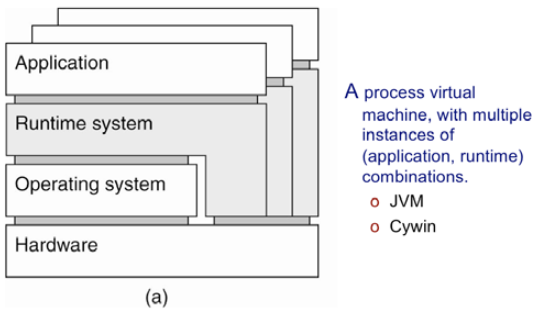 Application
Runtime system
Operating system
Hardware
(a)
A process virtual
machine, with multiple
instances of
(application, runtime)
combinations.
o JVM
o Cywin